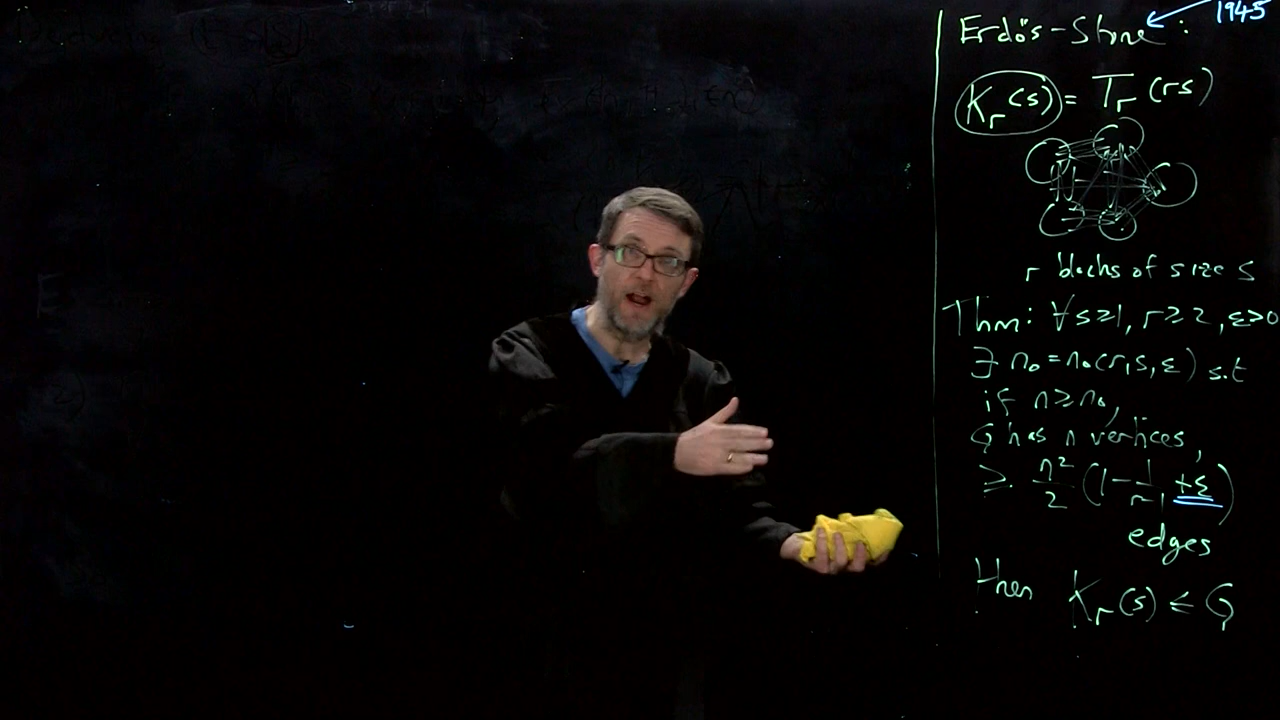 1945
Erdős-Stone:
Kr(s) = Tr(rs)
r blocks of size s
Thm: ∀s≥1, r≥2, ε>0
∃ n₀=n₀(r,s,ε) s.t
if n≥n₀,
G has n vertices,
≥ n²/2 (1 - 1/(r-1) + ε)
edges
then Kr(s) ≤ G